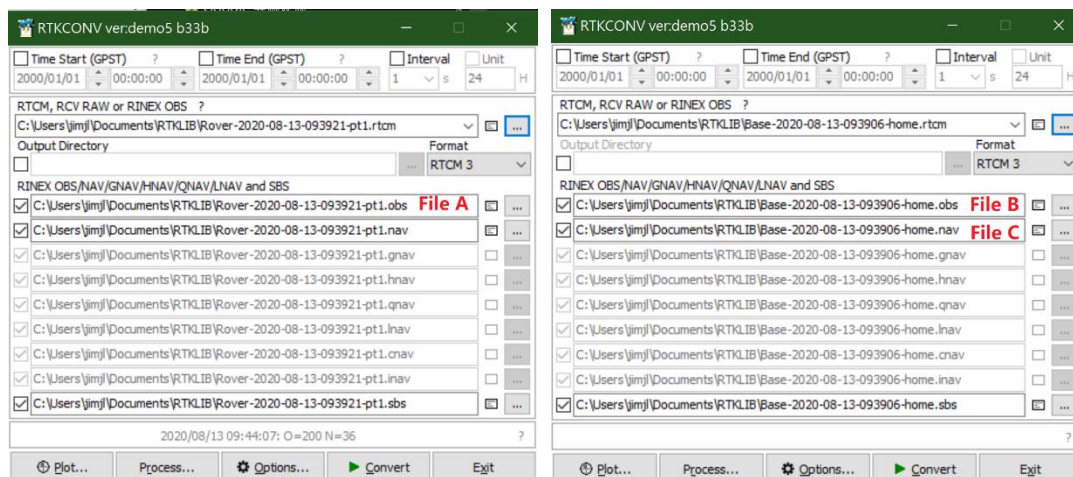 RTKCONV ver:demo5 b33b
Time Start (GPST) ? Time End (GPST) ? Interval Unit
2000/01/01 00:00:00 2000/01/01 00:00:00 1 s 24 H
RTCM, RCV RAW or RINEX OBS ?
C:\Users\jimjl\Documents\RTKLIB\Rover-2020-08-13-093921-pt1.rtcm ...
Output Directory Format
... RTCM 3
RINEX OBS/NAV/GNAV/HNAV/QNAV/LNAV and SBS
C:\Users\jimjl\Documents\RTKLIB\Rover-2020-08-13-093921-pt1.obs File A ...
C:\Users\jimjl\Documents\RTKLIB\Rover-2020-08-13-093921-pt1.nav ...
C:\Users\jimjl\Documents\RTKLIB\Rover-2020-08-13-093921-pt1.gnav ...
C:\Users\jimjl\Documents\RTKLIB\Rover-2020-08-13-093921-pt1.hnav ...
C:\Users\jimjl\Documents\RTKLIB\Rover-2020-08-13-093921-pt1.qnav ...
C:\Users\jimjl\Documents\RTKLIB\Rover-2020-08-13-093921-pt1.lnav ...
C:\Users\jimjl\Documents\RTKLIB\Rover-2020-08-13-093921-pt1.cnav ...
C:\Users\jimjl\Documents\RTKLIB\Rover-2020-08-13-093921-pt1.inav ...
C:\Users\jimjl\Documents\RTKLIB\Rover-2020-08-13-093921-pt1.sbs ...
2020/08/13 09:44:07: O=200 N=36 ?
Plot... Process... Options... Convert Exit
RTKCONV ver:demo5 b33b
Time Start (GPST) ? Time End (GPST) ? Interval Unit
2000/01/01 00:00:00 2000/01/01 00:00:00 1 s 24 H
RTCM, RCV RAW or RINEX OBS ?
C:\Users\jimjl\Documents\RTKLIB\Base-2020-08-13-093906-home.rtcm ...
Output Directory Format
... RTCM 3
RINEX OBS/NAV/GNAV/HNAV/QNAV/LNAV and SBS
C:\Users\jimjl\Documents\RTKLIB\Base-2020-08-13-093906-home.obs File B ...
C:\Users\jimjl\Documents\RTKLIB\Base-2020-08-13-093906-home.nav File C ...
C:\Users\jimjl\Documents\RTKLIB\Base-2020-08-13-093906-home.gnav ...
C:\Users\jimjl\Documents\RTKLIB\Base-2020-08-13-093906-home.hnav ...
C:\Users\jimjl\Documents\RTKLIB\Base-2020-08-13-093906-home.qnav ...
C:\Users\jimjl\Documents\RTKLIB\Base-2020-08-13-093906-home.lnav ...
C:\Users\jimjl\Documents\RTKLIB\Base-2020-08-13-093906-home.cnav ...
C:\Users\jimjl\Documents\RTKLIB\Base-2020-08-13-093906-home.inav ...
C:\Users\jimjl\Documents\RTKLIB\Base-2020-08-13-093906-home.sbs ...
?
Plot... Process... Options... Convert Exit